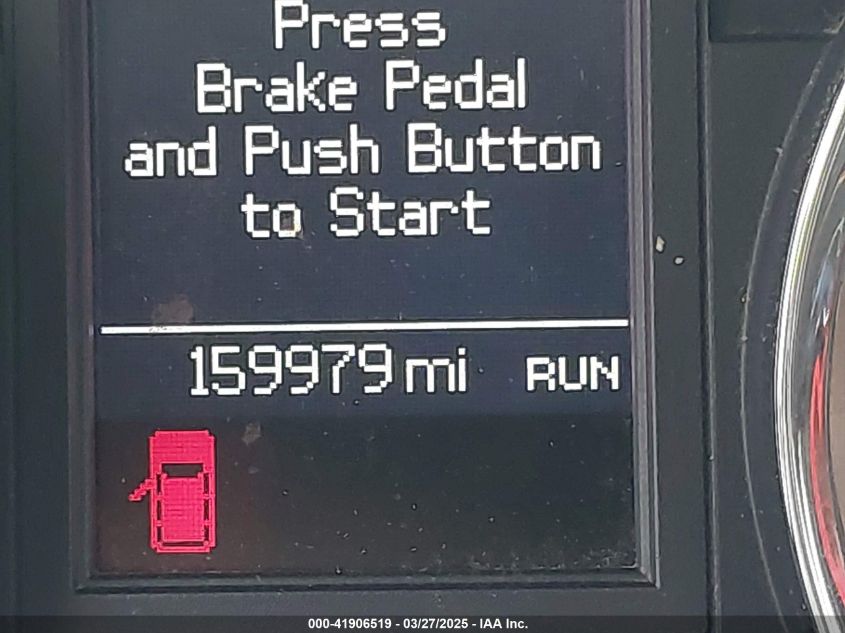 Press
Brake Pedal
and Push Button
to Start
159979 mi RUN
000-41906519 - 03/27/2025 - IAA Inc.